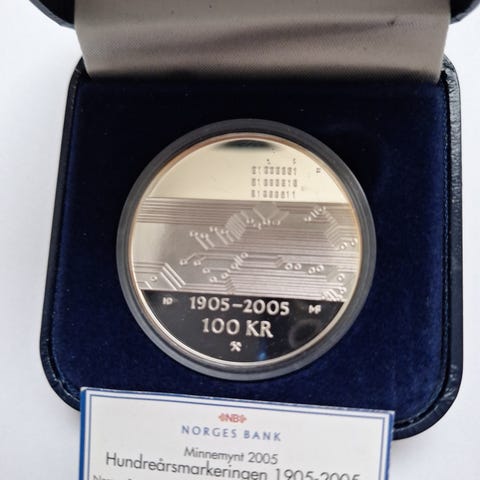 01000001
01000010
01000011
1905-2005
100 KR
NB
NORGES BANK
Minnemynt 2005
Hundreårsmarkeringen 1905-2005